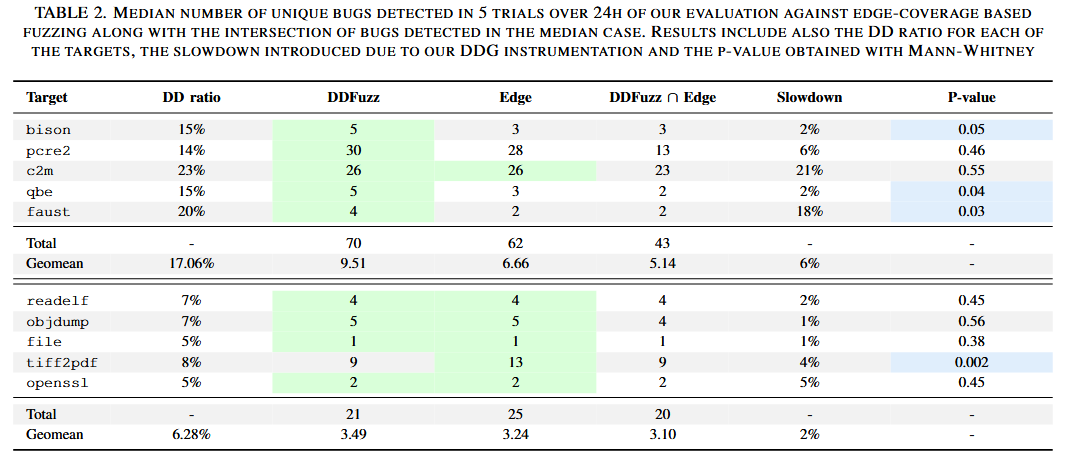 TABLE 2. MEDIAN NUMBER OF UNIQUE BUGS DETECTED IN 5 TRIALS OVER 24H OF OUR EVALUATION AGAINST EDGE-COVERAGE BASED
FUZZING ALONG WITH THE INTERSECTION OF BUGS DETECTED IN THE MEDIAN CASE. RESULTS INCLUDE ALSO THE DD RATIO FOR EACH OF
THE TARGETS, THE SLOWDOWN INTRODUCED DUE TO OUR DDG INSTRUMENTATION AND THE P-VALUE OBTAINED WITH MANN-WHITNEY
Target DD ratio DDFuzz Edge DDFuzz ∩ Edge Slowdown P-value
bison 15% 5 3 3 2% 0.05
pcre2 14% 30 28 13 6% 0.46
c2m 23% 26 26 23 21% 0.55
qbe 15% 5 3 2 2% 0.04
faust 20% 4 2 2 18% 0.03
Total - 70 62 43 - -
Geomean 17.06% 9.51 6.66 5.14 6% -
readelf 7% 4 4 4 2% 0.45
objdump 7% 5 5 4 1% 0.56
file 5% 1 1 1 1% 0.38
tiff2pdf 8% 9 13 9 4% 0.002
openssl 5% 2 2 2 5% 0.45
Total - 21 25 20 - -
Geomean 6.28% 3.49 3.24 3.10 2% -